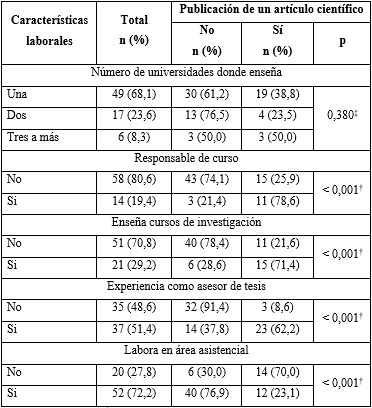 Características laborales Total n (%) Publicación de un artículo científico
No n (%) Sí n (%) p
Número de universidades donde enseña
Una 49 (68,1) 30 (61,2) 19 (38,8) 0,380‡
Dos 17 (23,6) 13 (76,5) 4 (23,5)
Tres a más 6 (8,3) 3 (50,0) 3 (50,0)
Responsable de curso
No 58 (80,6) 43 (74,1) 15 (25,9) < 0,001†
Si 14 (19,4) 3 (21,4) 11 (78,6)
Enseña cursos de investigación
No 51 (70,8) 40 (78,4) 11 (21,6) < 0,001†
Si 21 (29,2) 6 (28,6) 15 (71,4)
Experiencia como asesor de tesis
No 35 (48,6) 32 (91,4) 3 (8,6) < 0,001†
Si 37 (51,4) 14 (37,8) 23 (62,2)
Labora en área asistencial
No 20 (27,8) 6 (30,0) 14 (70,0) < 0,001†
Si 52 (72,2) 40 (76,9) 12 (23,1)